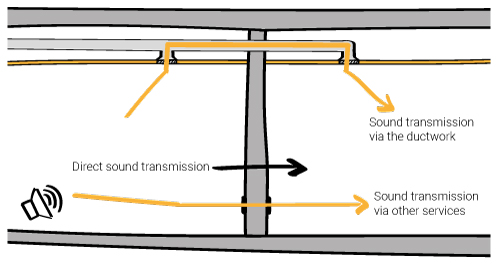 Sound transmission
via the ductwork
Direct sound transmission
Sound transmission
via other services